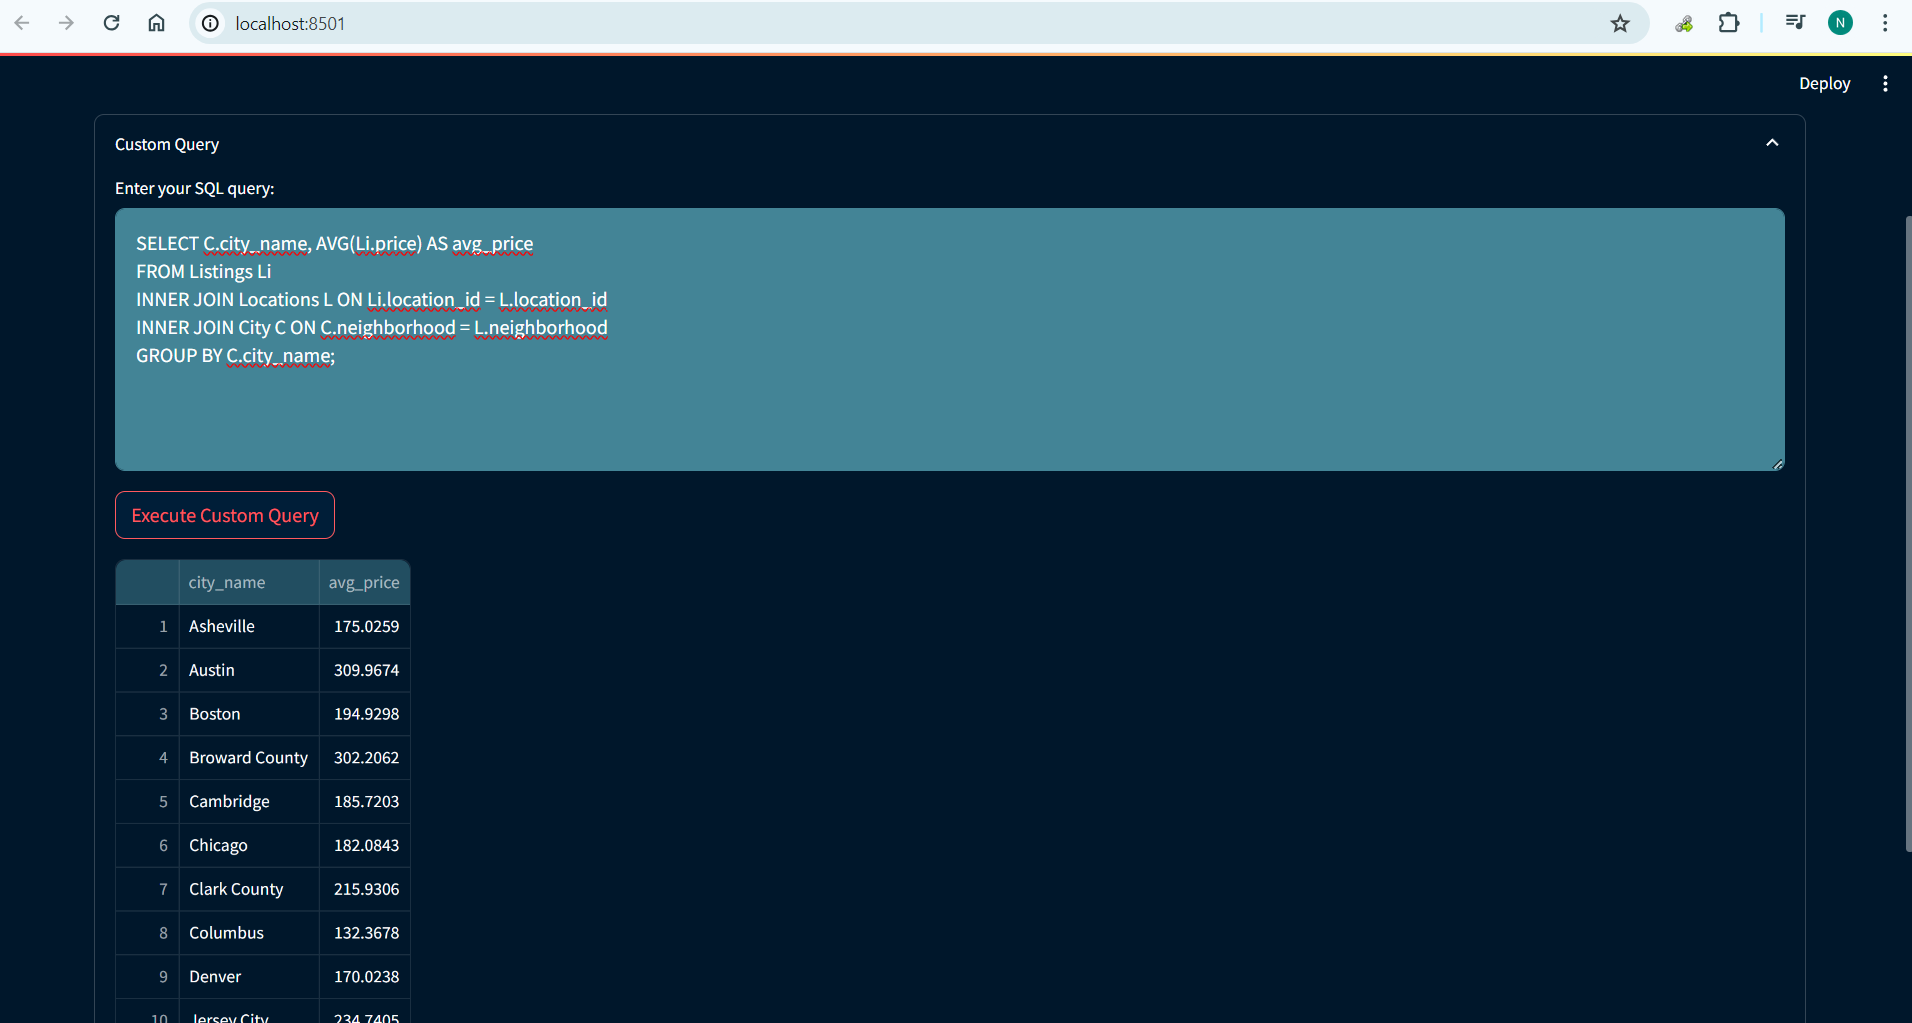 localhost:8501
N
Deploy
Custom Query
Enter your SQL query:
SELECT C.city_name, AVG(Li.price) AS avg_price
FROM Listings Li
INNER JOIN Locations L ON Li.location_id = L.location_id
INNER JOIN City C ON C.neighborhood = L.neighborhood
GROUP BY C.city_name;
Execute Custom Query
city_name avg_price
1 Asheville 175.0259
2 Austin 309.9674
3 Boston 194.9298
4 Broward County 302.2062
5 Cambridge 185.7203
6 Chicago 182.0843
7 Clark County 215.9306
8 Columbus 132.3678
9 Denver 170.0238
10 Jersey City 234.7405